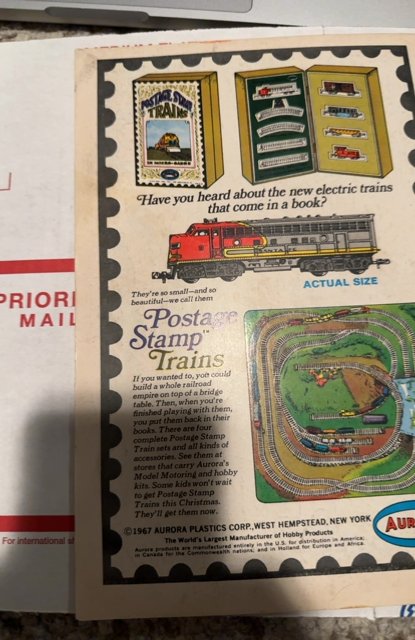 POSTAGE STAMP
TRAINS
Have you heard about the new electric trains
that come in a book?
SANTA FE
ACTUAL SIZE
They're so small—and so
beautiful—we call them
Postage
Stamp™
Trains
If you wanted to, you could
build a whole railroad
empire on top of a bridge
table. Then, when you're
finished playing with them,
you put them back in their
books. There are four
complete Postage Stamp
Train sets and all kinds of
accessories. See them at
stores that carry Aurora's
Model Motoring and hobby
kits. Some kids won't wait
to get Postage Stamp
Trains this Christmas.
They'll get them now.
©1967 AURORA PLASTICS CORP., WEST HEMPSTEAD, NEW YORK
The World's Largest Manufacturer of Hobby Products
Aurora products are manufactured entirely in the U.S. for distribution in America;
in Canada for the Commonwealth nations; and in Holland for Europe and Africa.
AUR
PRIORI
MAIL
For international s